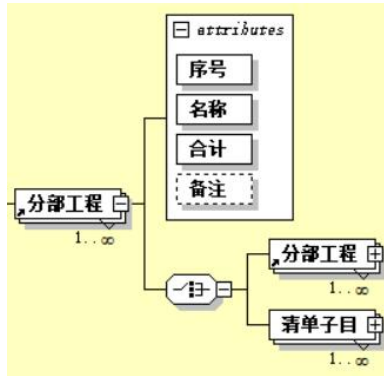 attributes
序号
名称
合计
备注
分部工程
1..∞
分部工程
1..∞
清单子目
1..∞